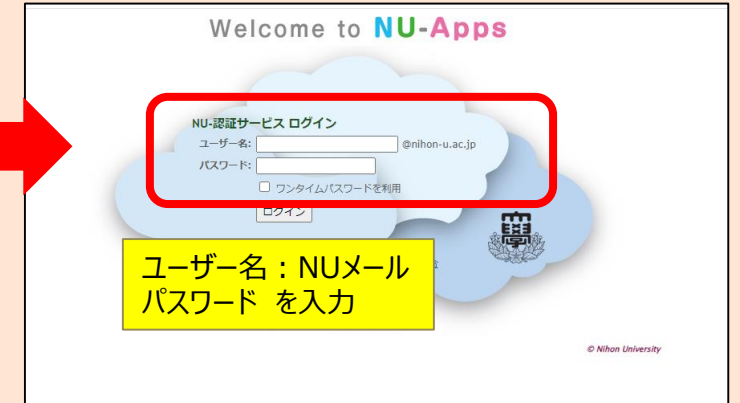 Welcome to NU-Apps
NU-認証サービス ログイン
ユーザー名: @nihon-u.ac.jp
パスワード:
ワンタイムパスワードを利用
ログイン
ユーザー名：NUメール
パスワード を入力
© Nihon University